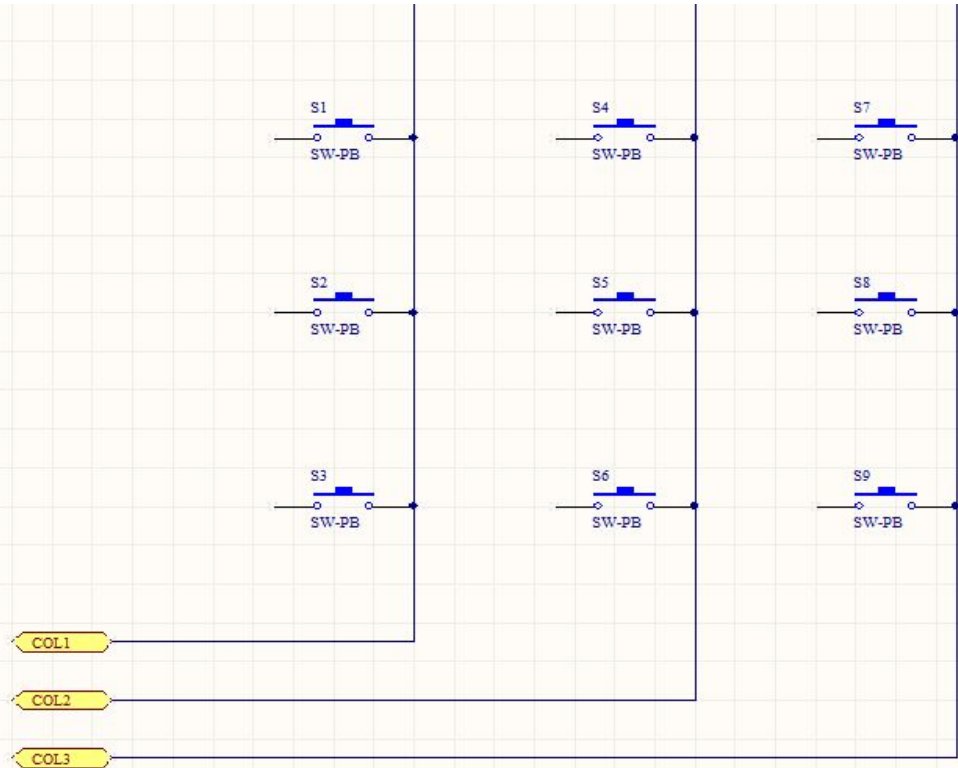 S1
SW-PB
S4
SW-PB
S7
SW-PB
S2
SW-PB
S5
SW-PB
S8
SW-PB
S3
SW-PB
S6
SW-PB
S9
SW-PB
COL1
COL2
COL3